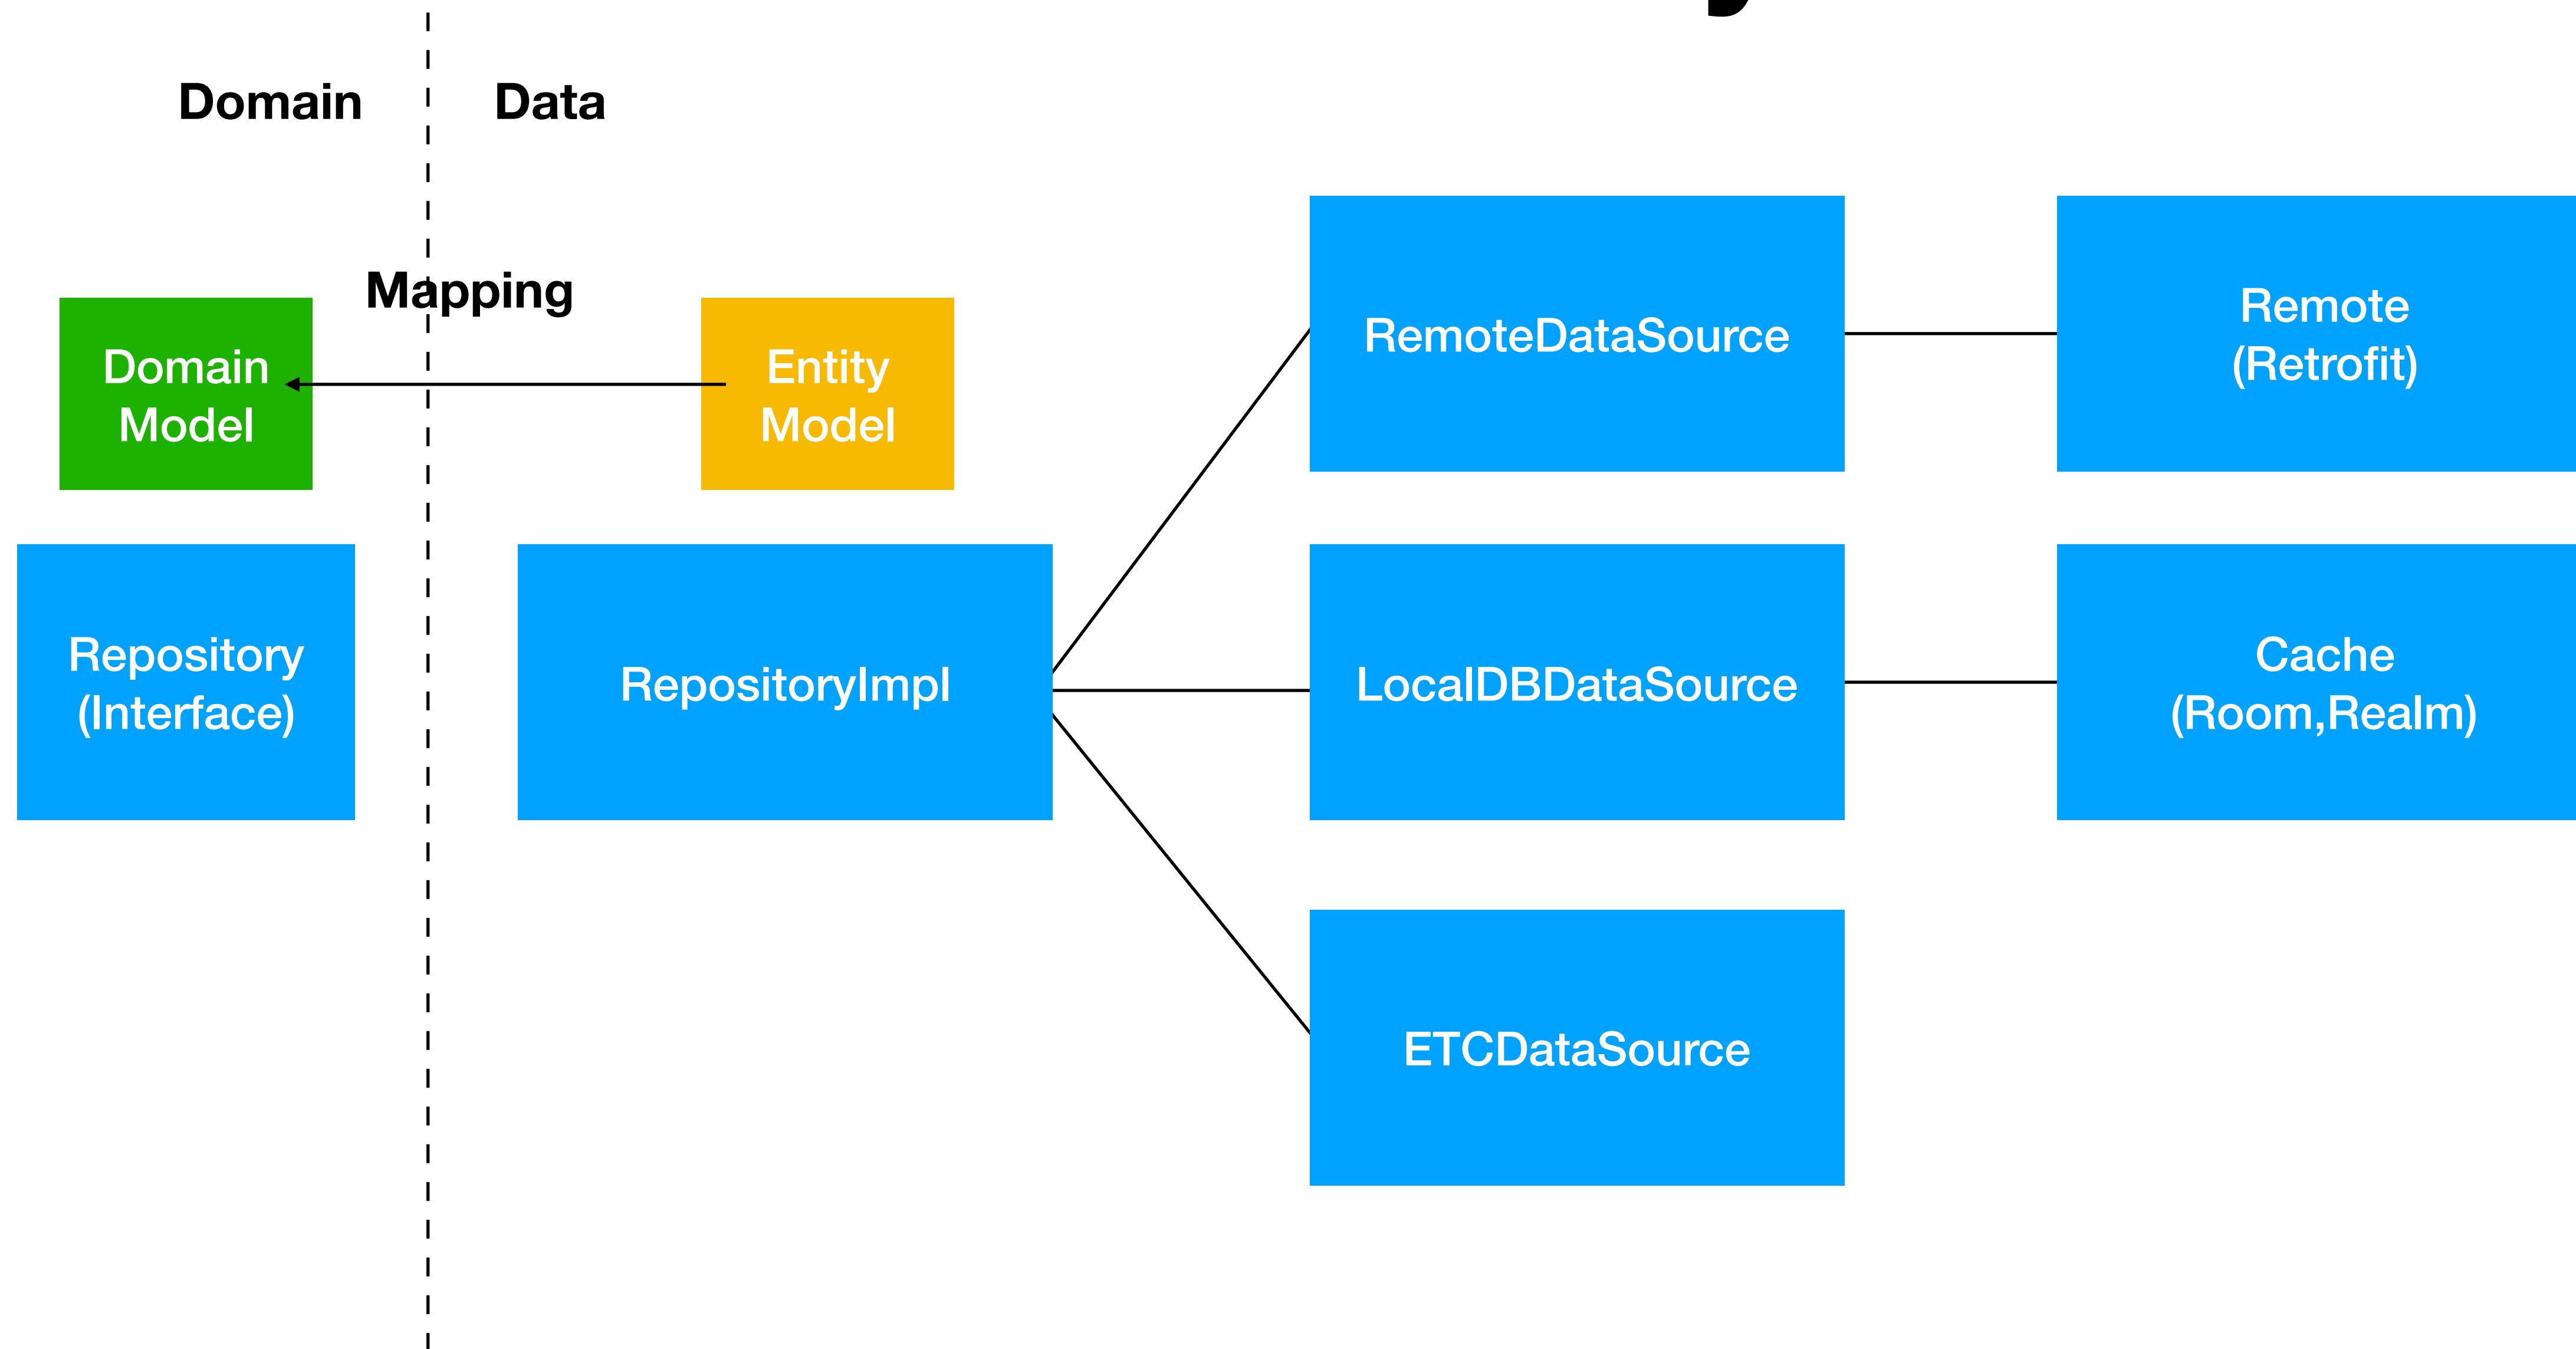 Domain
Data
Mapping
Domain
Model
Entity
Model
RemoteDataSource
Remote
(Retrofit)
Repository
(Interface)
RepositoryImpl
LocalDBDataSource
Cache
(Room,Realm)
ETCDataSource